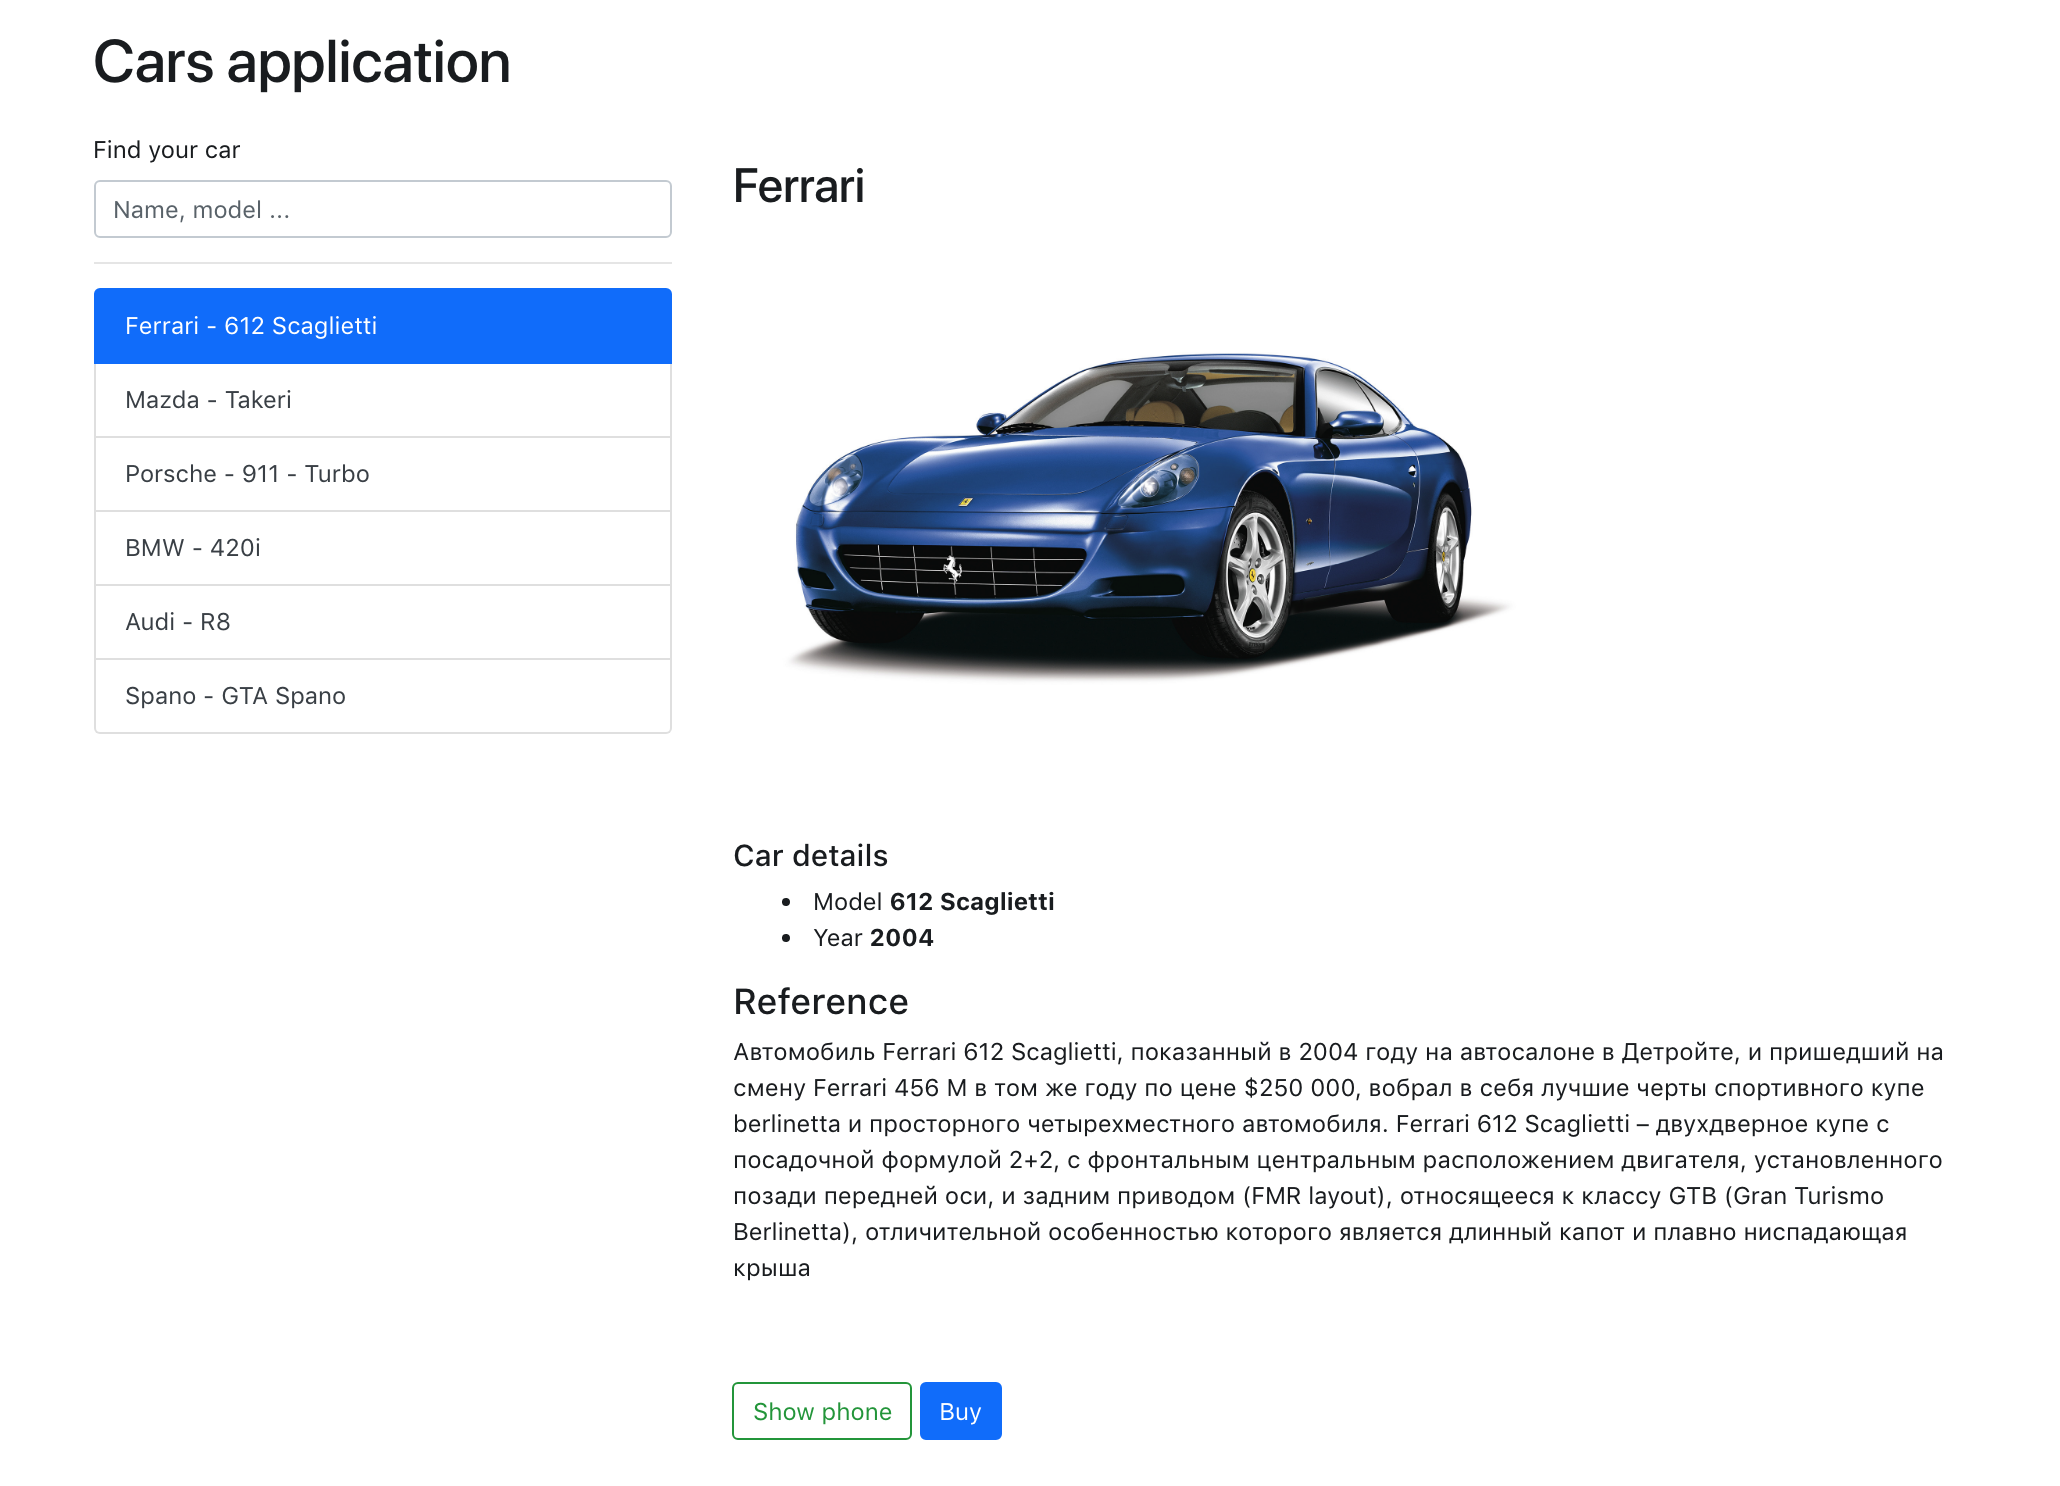 Cars application
Find your car
Name, model ...
Ferrari - 612 Scaglietti
Mazda - Takeri
Porsche - 911 - Turbo
BMW - 420i
Audi - R8
Spano - GTA Spano
Ferrari
Car details
Model 612 Scaglietti
Year 2004
Reference
Автомобиль Ferrari 612 Scaglietti, показанный в 2004 году на автосалоне в Детройте, и пришедший на
смену Ferrari 456 M в том же году по цене $250 000, вобрал в себя лучшие черты спортивного купе
berlinetta и просторного четырехместного автомобиля. Ferrari 612 Scaglietti – двухдверное купе с
посадочной формулой 2+2, с фронтальным центральным расположением двигателя, установленного
позади передней оси, и задним приводом (FMR layout), относящееся к классу GTB (Gran Turismo
Berlinetta), отличительной особенностью которого является длинный капот и плавно ниспадающая
крыша
Show phone
Buy